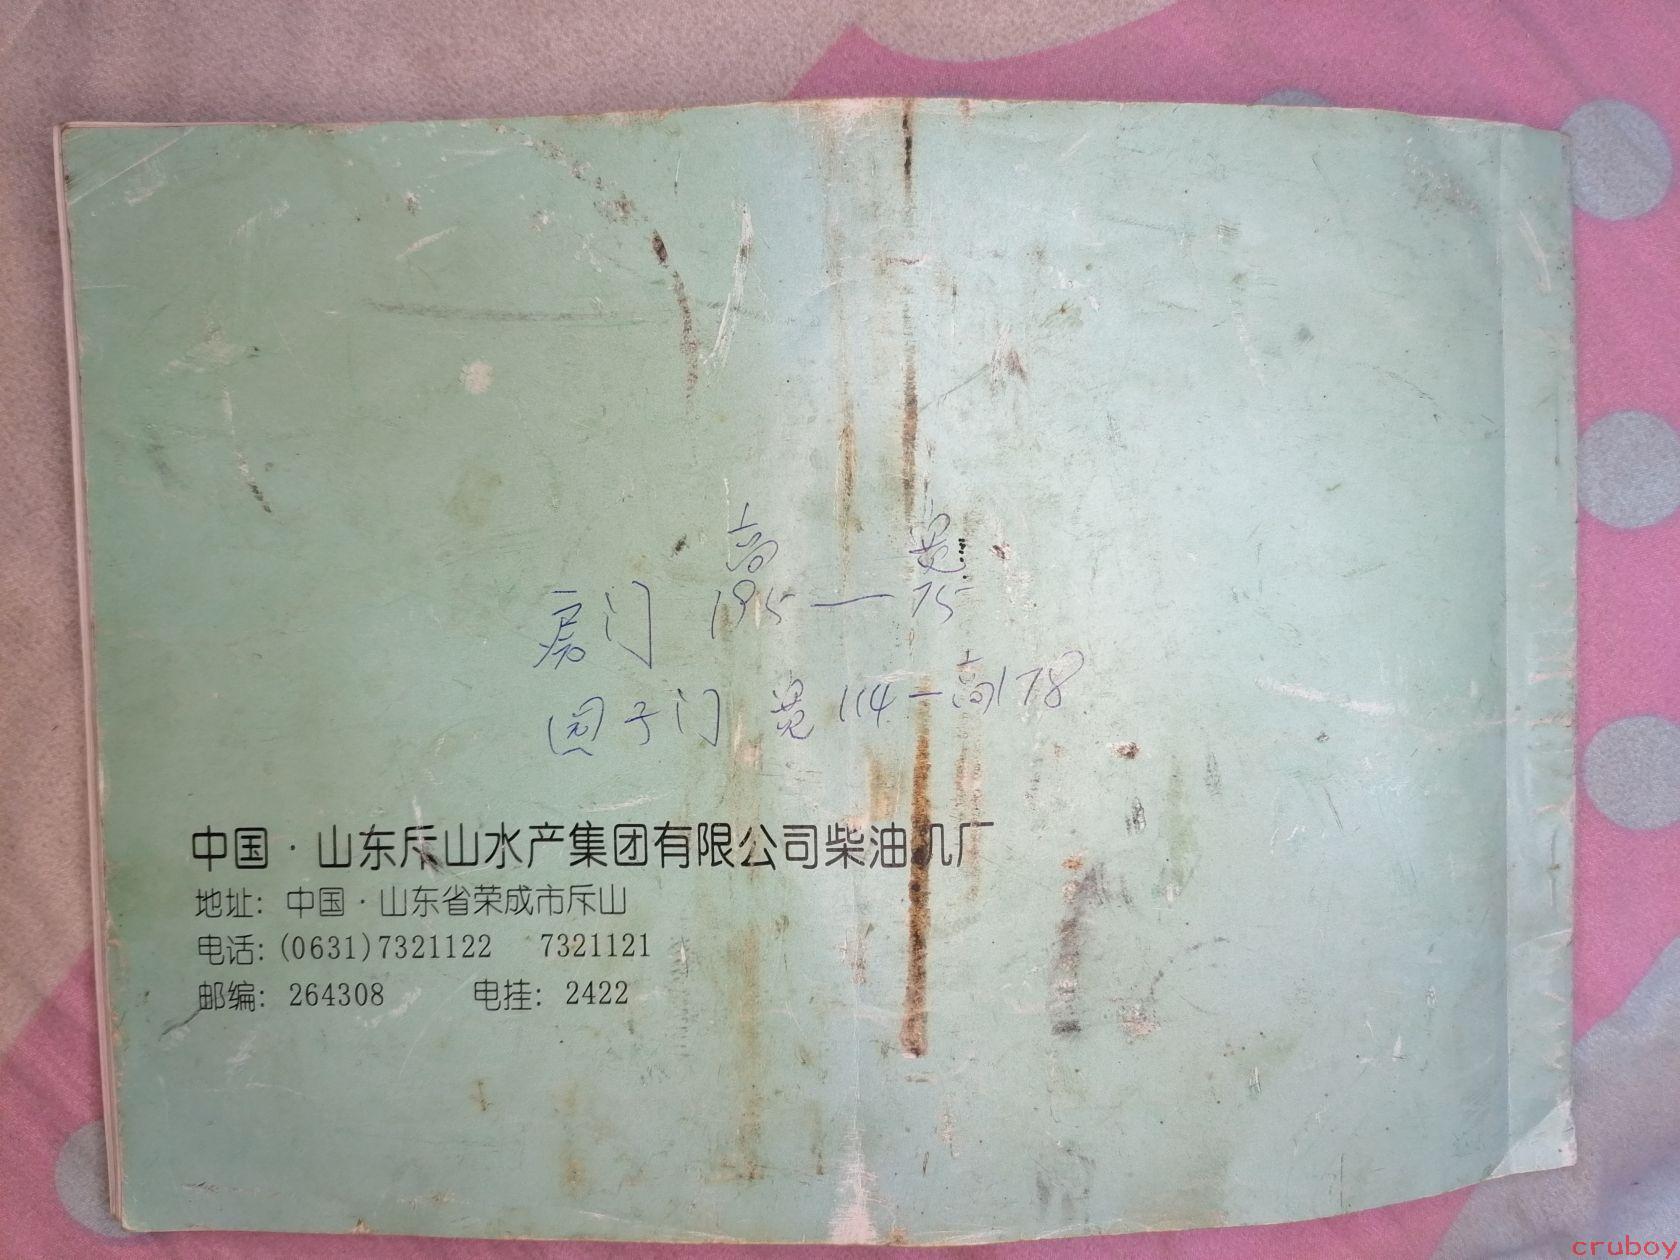 高 宽
房门 195—75
园子门 宽114—高178
中国·山东斥山水产集团有限公司柴油机厂
地址: 中国·山东省荣成市斥山
电话: (0631)7321122 7321121
邮编: 264308 电挂: 2422
cruboy